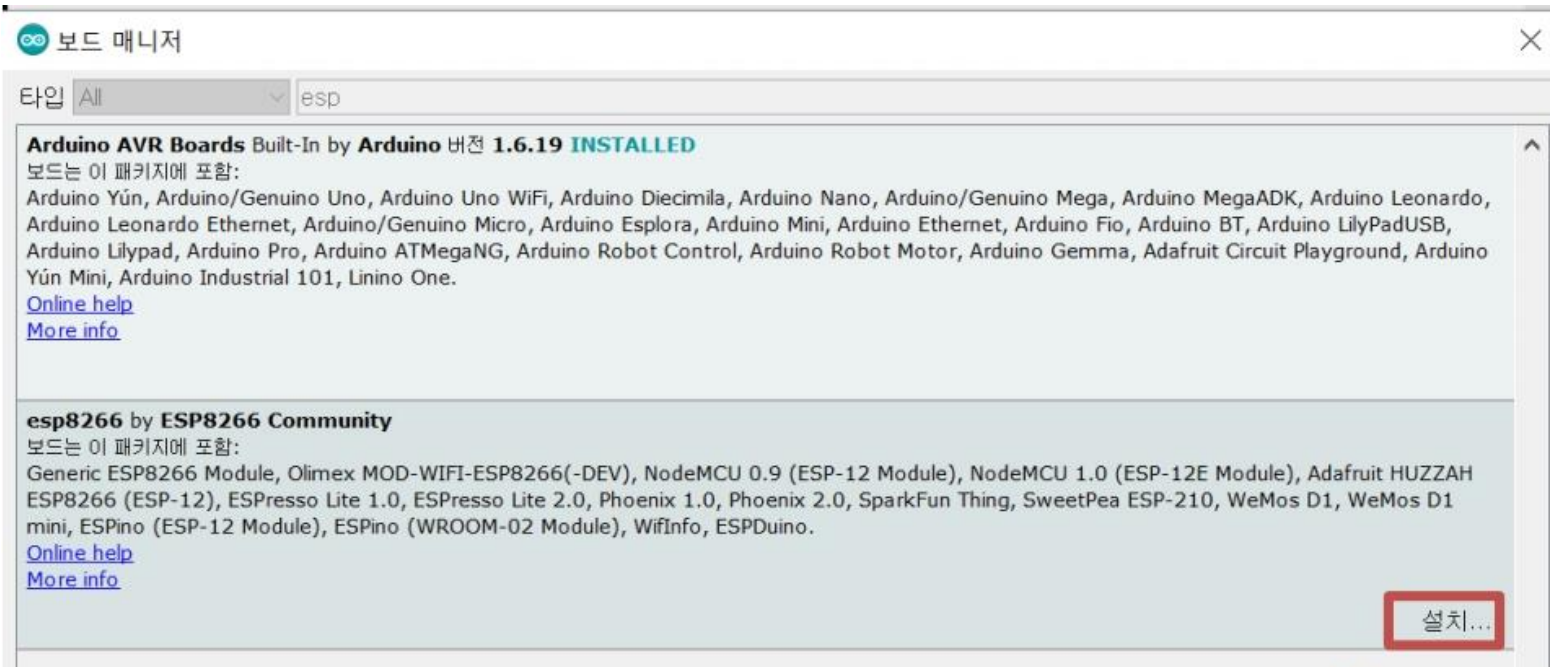 보드 매니저
타입 All esp
Arduino AVR Boards Built-In by Arduino 버전 1.6.19 INSTALLED
보드는 이 패키지에 포함:
Arduino Yún, Arduino/Genuino Uno, Arduino Uno WiFi, Arduino Diecimila, Arduino Nano, Arduino/Genuino Mega, Arduino MegaADK, Arduino Leonardo,
Arduino Leonardo Ethernet, Arduino/Genuino Micro, Arduino Esplora, Arduino Mini, Arduino Ethernet, Arduino Fio, Arduino BT, Arduino LilyPadUSB,
Arduino Lilypad, Arduino Pro, Arduino ATMegaNG, Arduino Robot Control, Arduino Robot Motor, Arduino Gemma, Adafruit Circuit Playground, Arduino
Yún Mini, Arduino Industrial 101, Linino One.
Online help
More info
esp8266 by ESP8266 Community
보드는 이 패키지에 포함:
Generic ESP8266 Module, Olimex MOD-WIFI-ESP8266(-DEV), NodeMCU 0.9 (ESP-12 Module), NodeMCU 1.0 (ESP-12E Module), Adafruit HUZZAH
ESP8266 (ESP-12), ESPresso Lite 1.0, ESPresso Lite 2.0, Phoenix 1.0, Phoenix 2.0, SparkFun Thing, SweetPea ESP-210, WeMos D1, WeMos D1
mini, ESPino (ESP-12 Module), ESPino (WROOM-02 Module), WifInfo, ESPDuino.
Online help
More info
설치...